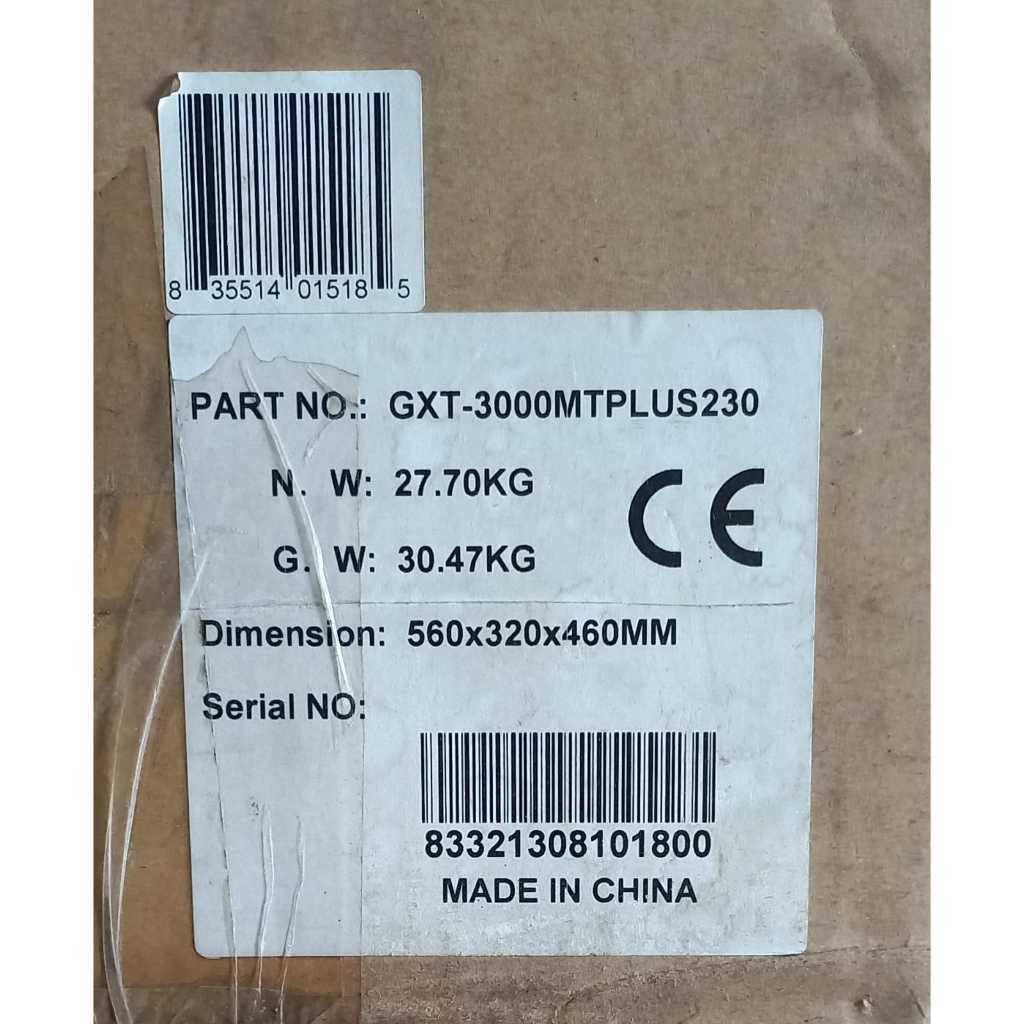 8 35514 01518 5
PART NO.: GXT-3000MTPLUS230
N. W: 27.70KG
CE
G. W: 30.47KG
Dimension: 560x320x460MM
Serial NO:
83321308101800
MADE IN CHINA